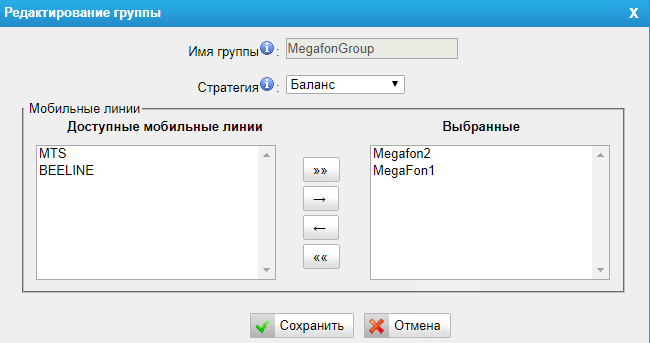 Редактирование группы X
Имя группы i : MegafonGroup
Стратегия i : Баланс
Мобильные линии
Доступные мобильные линии Выбранные
MTS Megafon2
BEELINE MegaFon1
»»
→
←
««
Сохранить Отмена